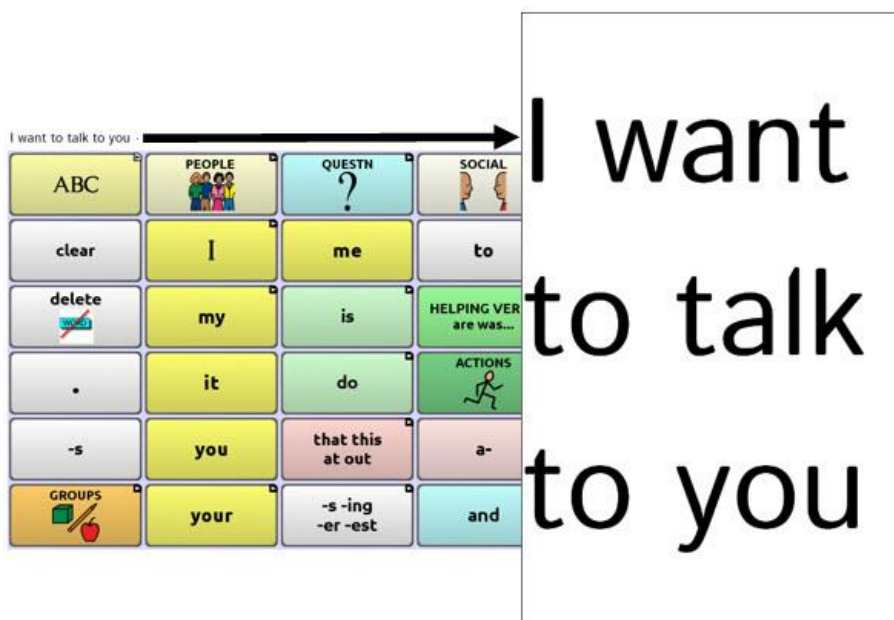 I want to talk to you -
ABC
PEOPLE
QUESTN
?
SOCIAL
clear
I
me
to
delete
WORD
my
is
HELPING VER
are was...
.
it
do
ACTIONS
-s
you
that this
at out
a-
GROUPS
your
-s -ing
-er -est
and
I want
to talk
to you